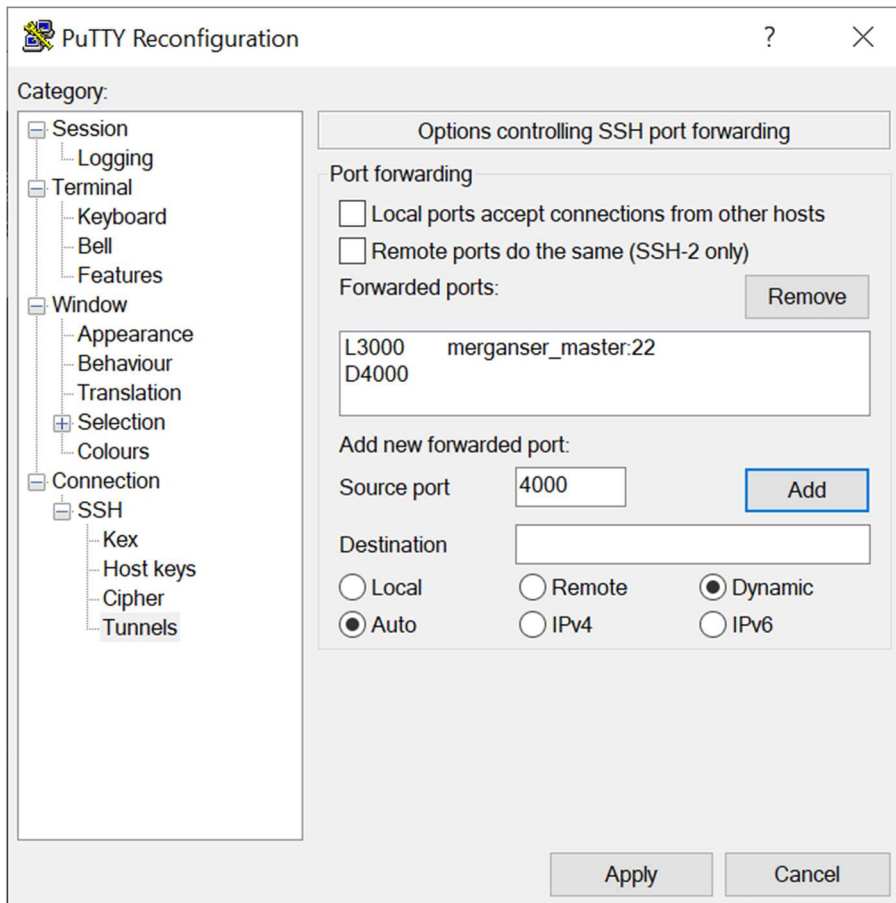 PuTTY Reconfiguration
?
Category:
Session
Logging
Terminal
Keyboard
Bell
Features
Window
Appearance
Behaviour
Translation
Selection
Colours
Connection
SSH
Kex
Host keys
Cipher
Tunnels
Options controlling SSH port forwarding
Port forwarding
Local ports accept connections from other hosts
Remote ports do the same (SSH-2 only)
Forwarded ports:
Remove
L3000 merganser_master:22
D4000
Add new forwarded port:
Source port 4000 Add
Destination
Local Remote Dynamic
Auto IPv4 IPv6
Apply Cancel